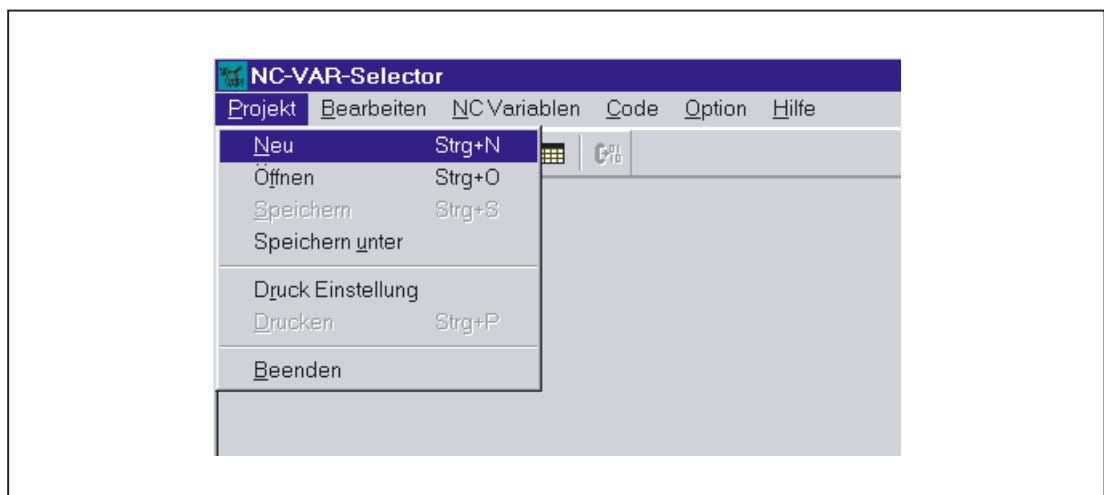 NC-VAR-Selector
Projekt Bearbeiten NC Variablen Code Option Hilfe
Neu Strg+N
Öffnen Strg+O
Speichern Strg+S
Speichern unter
Druck Einstellung
Drucken Strg+P
Beenden